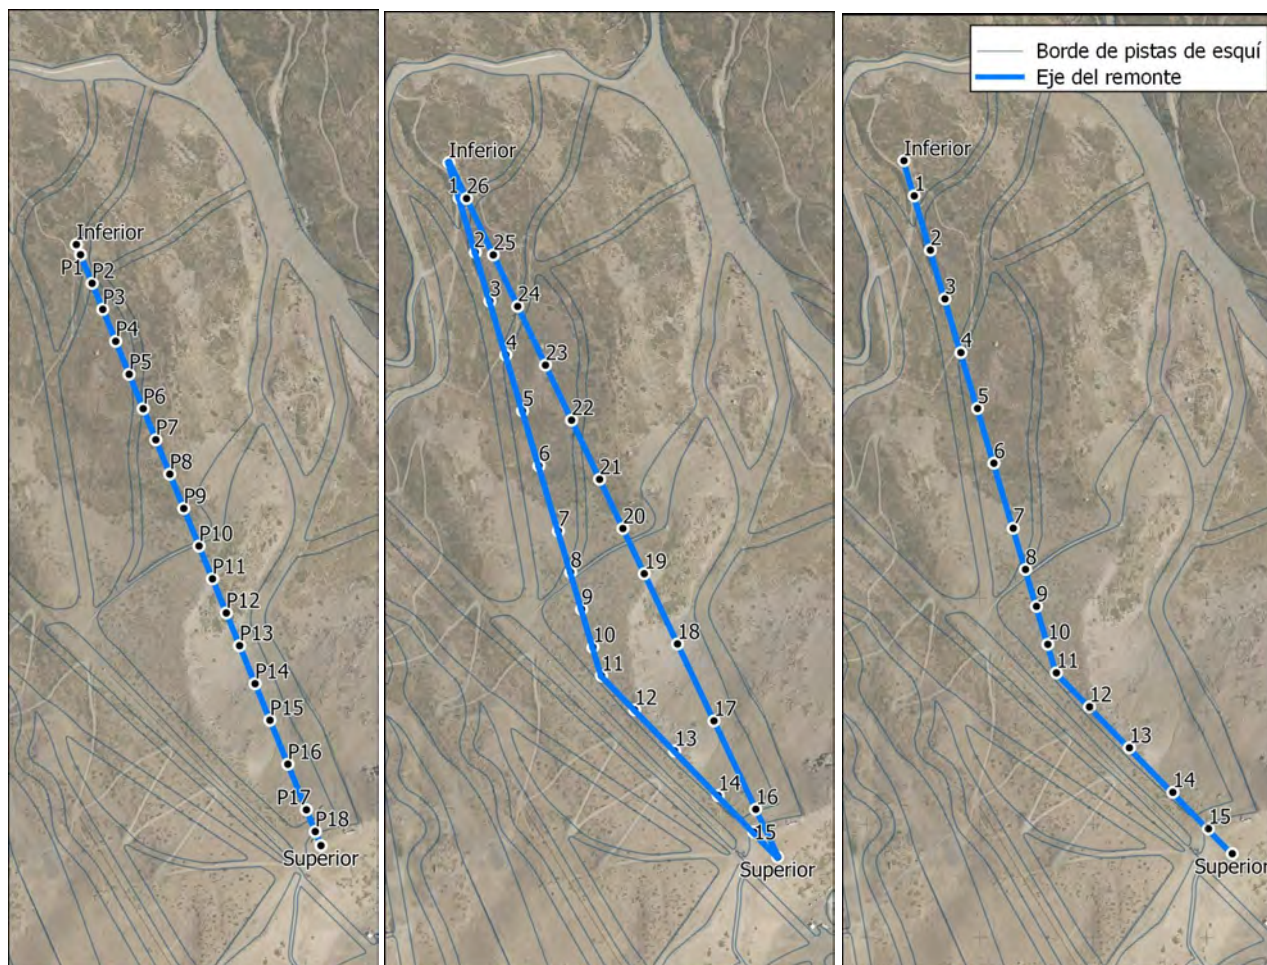 Inferior
P1
P2
P3
P4
P5
P6
P7
P8
P9
P10
P11
P12
P13
P14
P15
P16
P17
P18
Superior
Inferior
1
26
2
25
3
24
4
23
5
22
6
21
7
20
8
19
9
10
18
11
12
17
13
14
16
15
Superior
Borde de pistas de esquí
Eje del remonte
Inferior
1
2
3
4
5
6
7
8
9
10
11
12
13
14
15
Superior